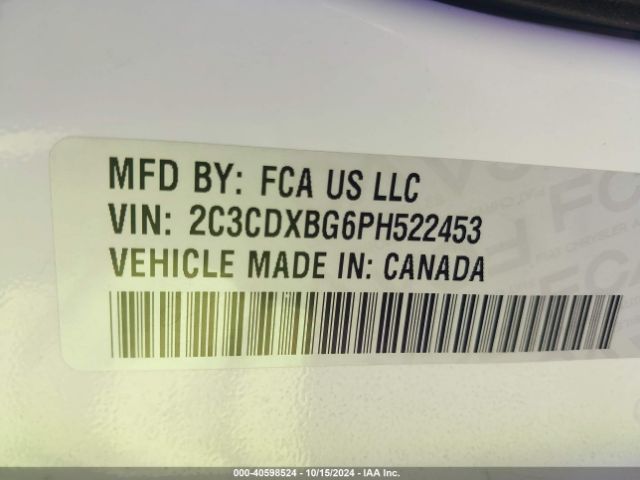 MFD BY: FCA US LLC
VIN: 2C3CDXBG6PH522453
VEHICLE MADE IN: CANADA
000-40598524 | 10/15/2024 - IAA Inc.